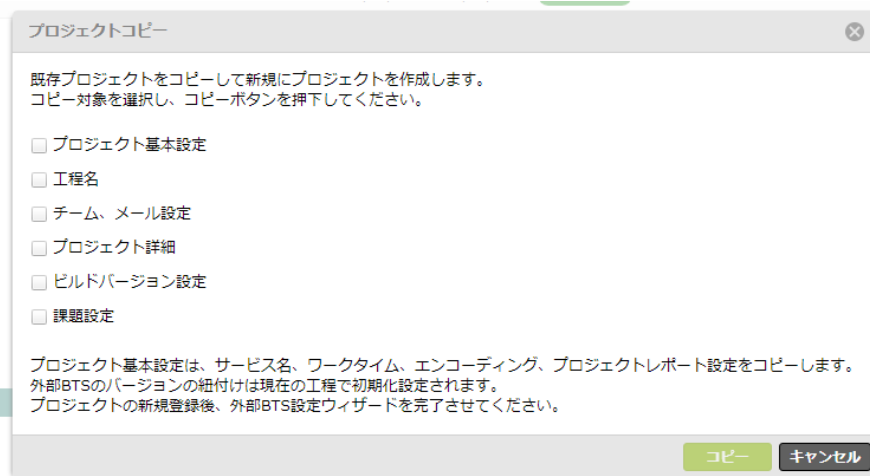 プロジェクトコピー
既存プロジェクトをコピーして新規にプロジェクトを作成します。
コピー対象を選択し、コピーボタンを押下してください。
プロジェクト基本設定
工程名
チーム、メール設定
プロジェクト詳細
ビルドバージョン設定
課題設定
プロジェクト基本設定は、サービス名、ワークタイム、エンコーディング、プロジェクトレポート設定をコピーします。
外部BTSのバージョンの紐付けは現在の工程で初期化設定されます。
プロジェクトの新規登録後、外部BTS設定ウィザードを完了させてください。
コピー キャンセル